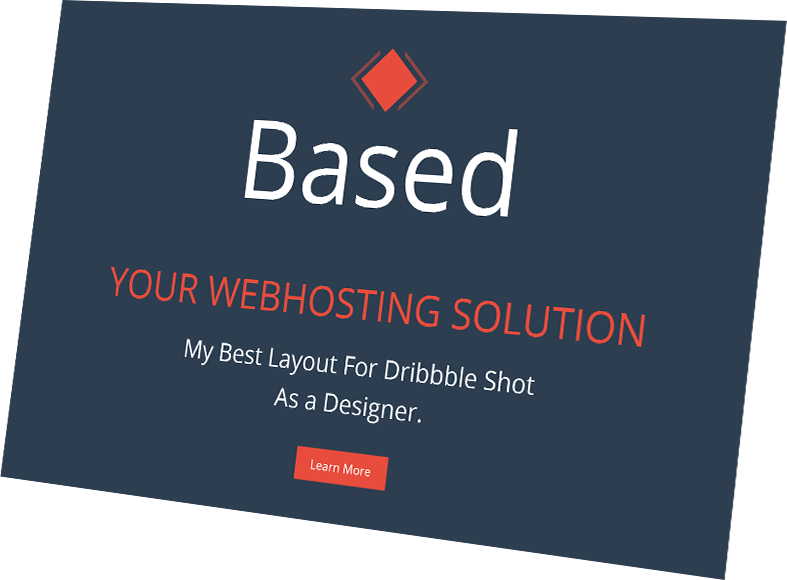 Based
YOUR WEBHOSTING SOLUTION
My Best Layout For Dribbble Shot
As a Designer.
Learn More